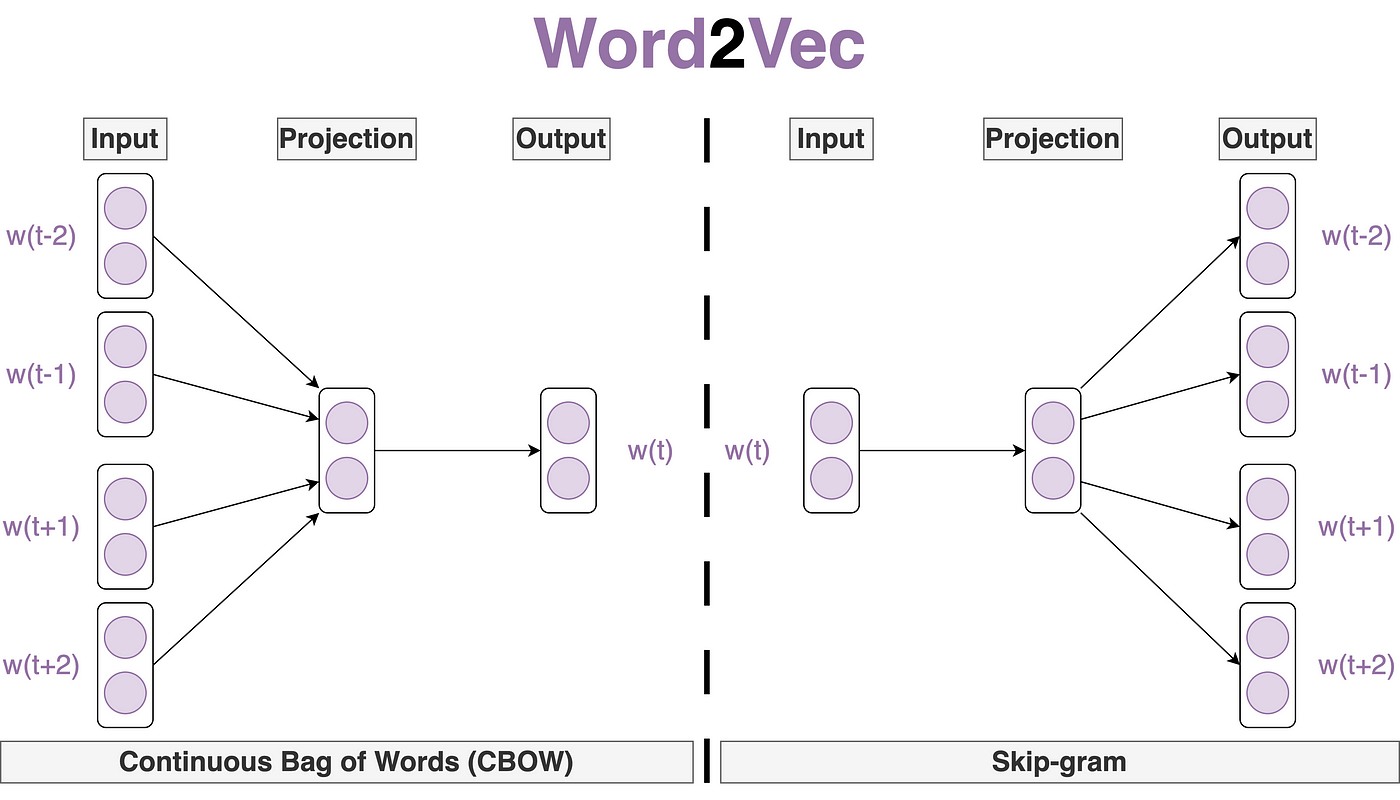 Word2Vec
Input
Projection
Output
w(t-2)
w(t-1)
w(t+1)
w(t+2)
w(t)
Continuous Bag of Words (CBOW)
Input
Projection
Output
w(t)
w(t-2)
w(t-1)
w(t+1)
w(t+2)
Skip-gram